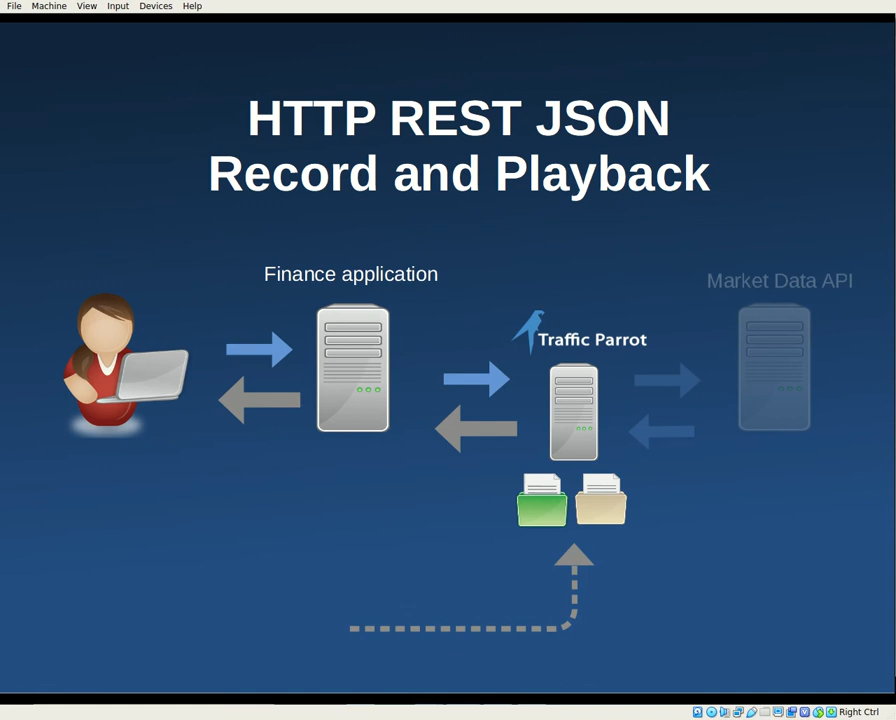 File Machine View Input Devices Help
HTTP REST JSON
Record and Playback
Finance application
Market Data API
Traffic Parrot
Right Ctrl